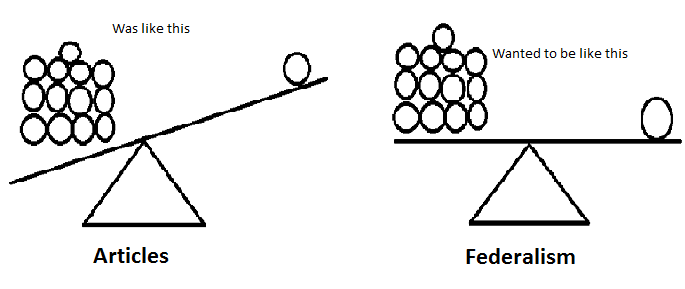 Was like this
Wanted to be like this
Articles
Federalism